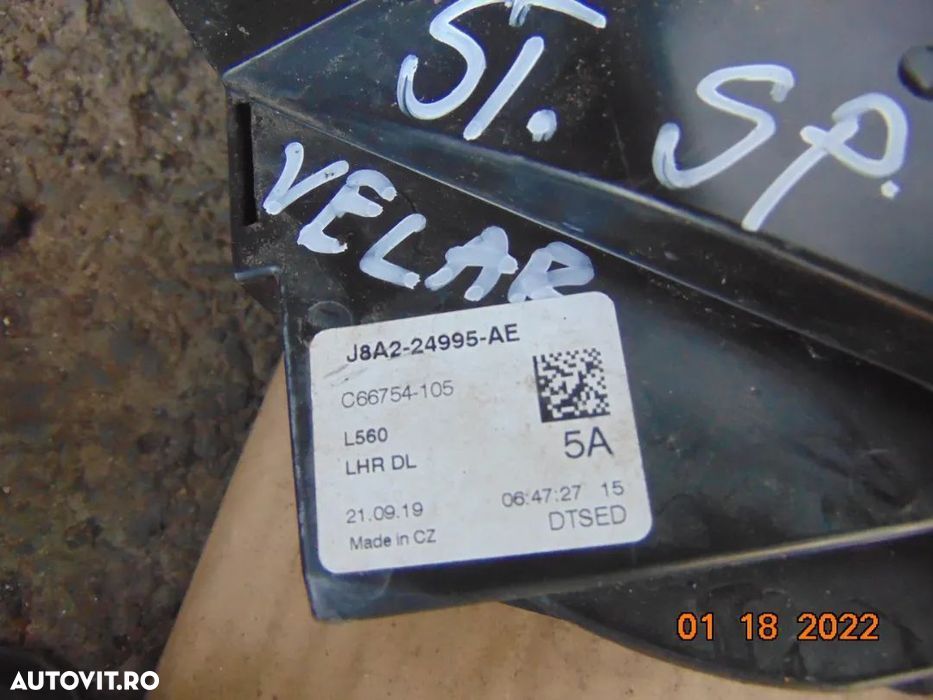 ST. SP.
VELAR
J8A2-24995-AE
C66754-105
L560
5A
LHR DL
21.09.19
06:47:27 15
Made in CZ
DTSED
01 18 2022
AUTOVIT.RO